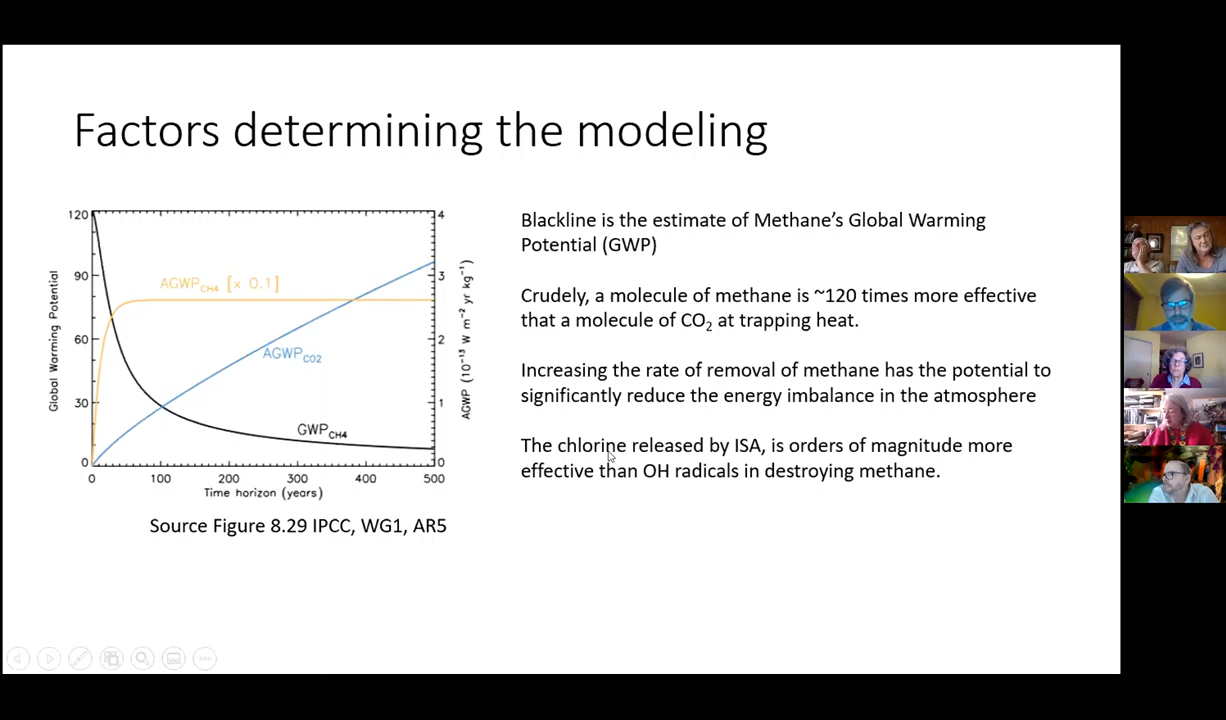 Factors determining the modeling
120
90
60
30
0
Global Warming Potential
AGWPCH4 [x 0.1]
AGWPCO2
GWPCH4
4
3
2
1
0
AGWP (10⁻¹³ W m⁻² yr kg⁻¹)
0 100 200 300 400 500
Time horizon (years)
Source Figure 8.29 IPCC, WG1, AR5
Blackline is the estimate of Methane’s Global Warming
Potential (GWP)
Crudely, a molecule of methane is ~120 times more effective
that a molecule of CO₂ at trapping heat.
Increasing the rate of removal of methane has the potential to
significantly reduce the energy imbalance in the atmosphere
The chlorine released by ISA, is orders of magnitude more
effective than OH radicals in destroying methane.